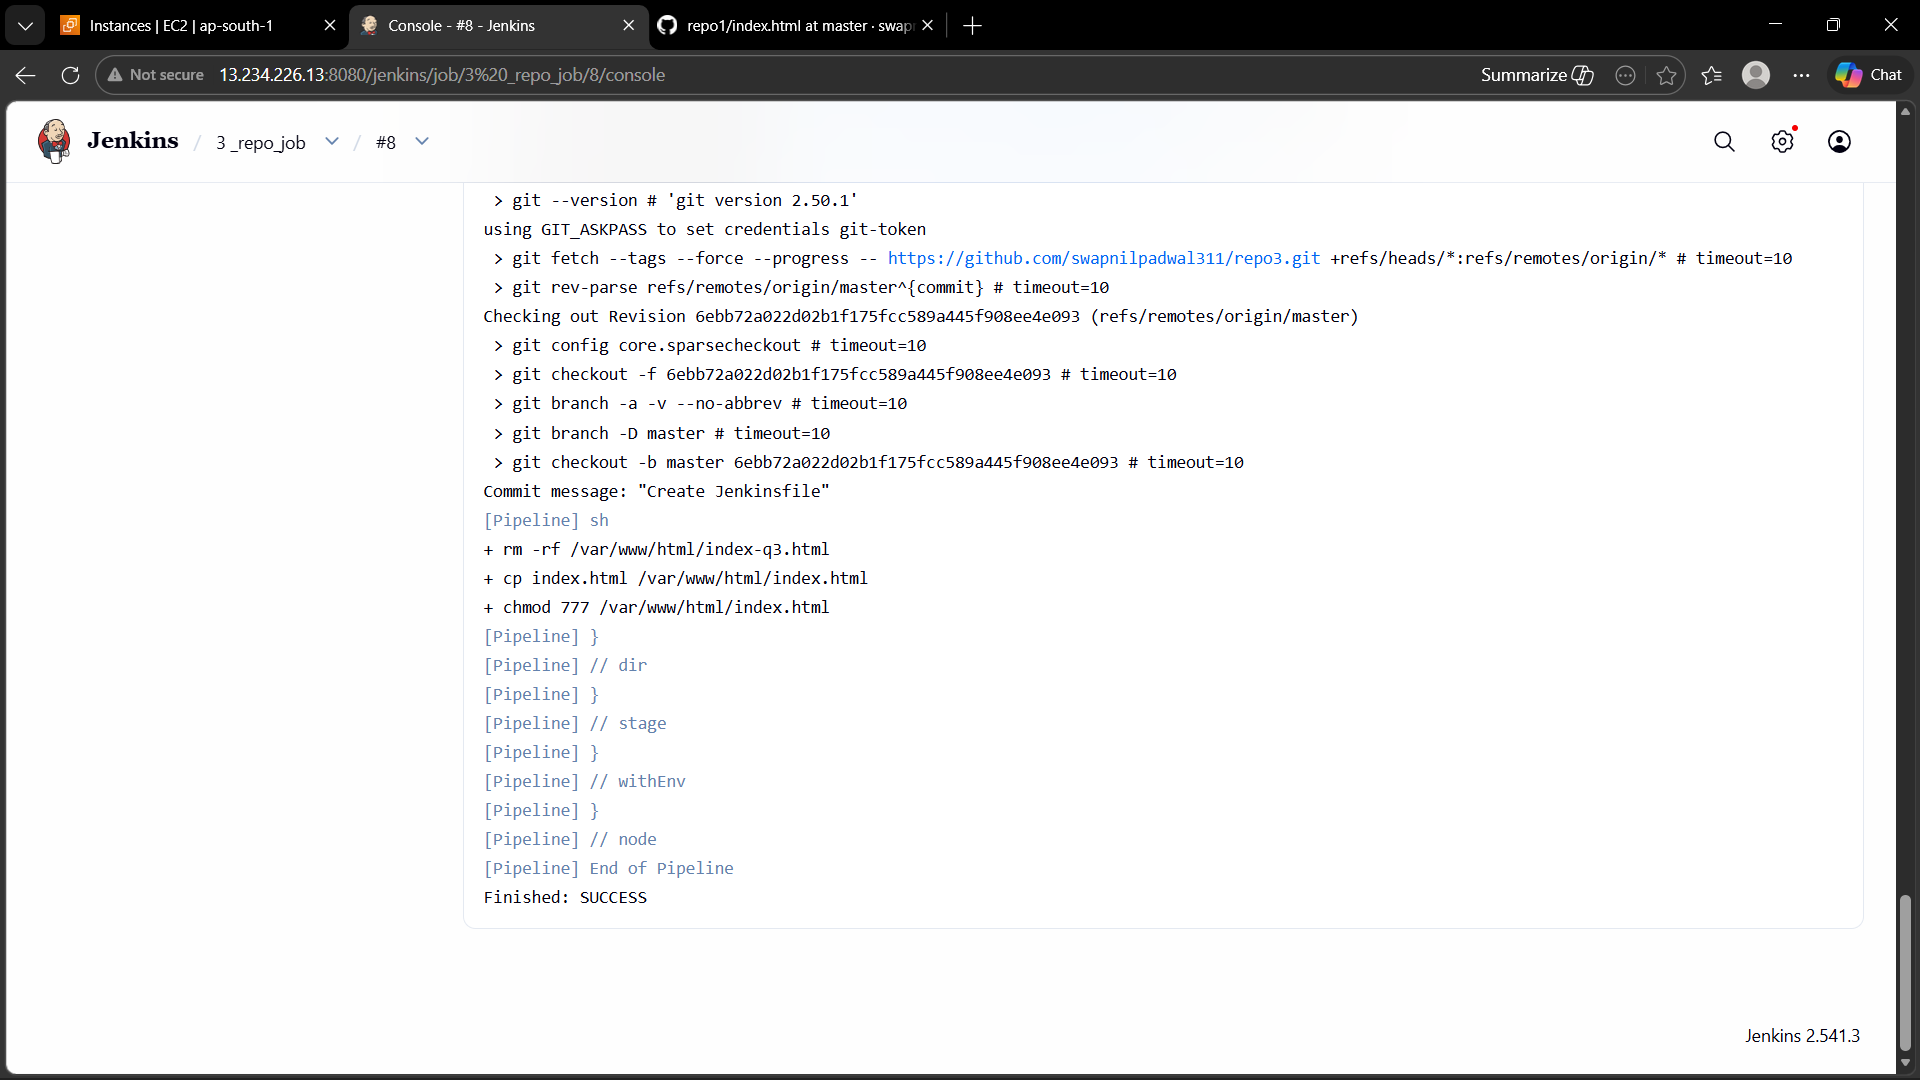 Instances | EC2 | ap-south-1
Console - #8 - Jenkins
repo1/index.html at master · swap
Not secure
13.234.226.13:8080/jenkins/job/3%20_repo_job/8/console
Summarize
Chat
Jenkins / 3 _repo_job / #8
> git --version # 'git version 2.50.1'
using GIT_ASKPASS to set credentials git-token
> git fetch --tags --force --progress -- https://github.com/swapnilpadwal311/repo3.git +refs/heads/*:refs/remotes/origin/* # timeout=10
> git rev-parse refs/remotes/origin/master^{commit} # timeout=10
Checking out Revision 6ebb72a022d02b1f175fcc589a445f908ee4e093 (refs/remotes/origin/master)
> git config core.sparsecheckout # timeout=10
> git checkout -f 6ebb72a022d02b1f175fcc589a445f908ee4e093 # timeout=10
> git branch -a -v --no-abbrev # timeout=10
> git branch -D master # timeout=10
> git checkout -b master 6ebb72a022d02b1f175fcc589a445f908ee4e093 # timeout=10
Commit message: "Create Jenkinsfile"
[Pipeline] sh
+ rm -rf /var/www/html/index-q3.html
+ cp index.html /var/www/html/index.html
+ chmod 777 /var/www/html/index.html
[Pipeline] }
[Pipeline] // dir
[Pipeline] }
[Pipeline] // stage
[Pipeline] }
[Pipeline] // withEnv
[Pipeline] }
[Pipeline] // node
[Pipeline] End of Pipeline
Finished: SUCCESS
Jenkins 2.541.3